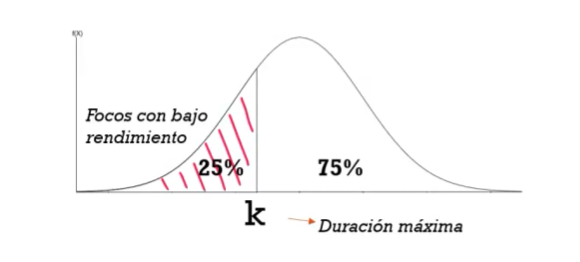 f(X)
Focos con bajo
rendimiento
25%
75%
k
Duración máxima